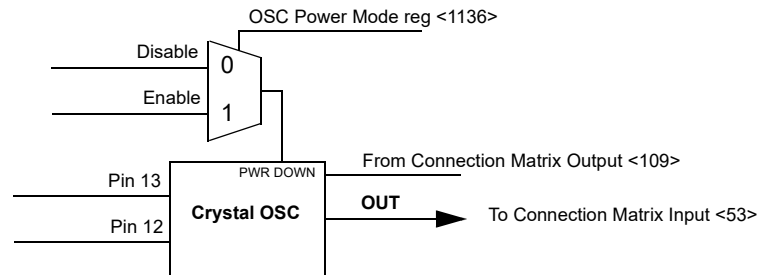 OSC Power Mode reg <1136>
Disable
0
Enable
1
PWR DOWN
From Connection Matrix Output <109>
Pin 13
Crystal OSC
OUT
To Connection Matrix Input <53>
Pin 12